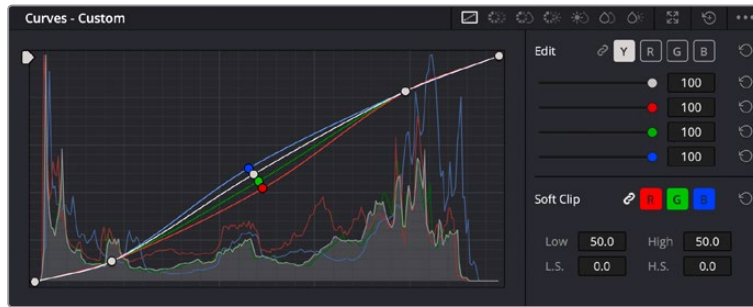 Curves - Custom
Edit Y R G B
100
100
100
100
Soft Clip R G B
Low 50.0 High 50.0
L.S. 0.0 H.S. 0.0